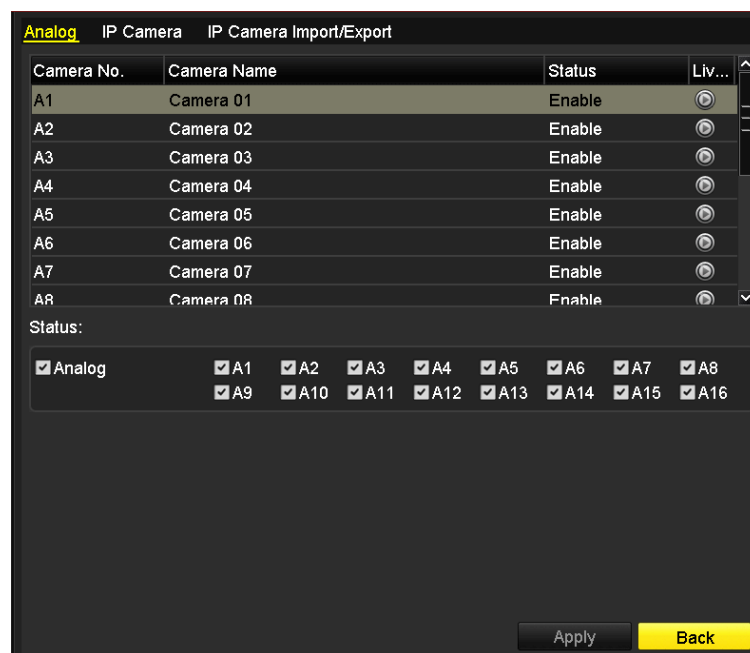 Analog IP Camera IP Camera Import/Export
Camera No. Camera Name Status Liv...
A1 Camera 01 Enable
A2 Camera 02 Enable
A3 Camera 03 Enable
A4 Camera 04 Enable
A5 Camera 05 Enable
A6 Camera 06 Enable
A7 Camera 07 Enable
A8 Camera 08 Enable
Status:
Analog A1 A2 A3 A4 A5 A6 A7 A8
A9 A10 A11 A12 A13 A14 A15 A16
Apply Back